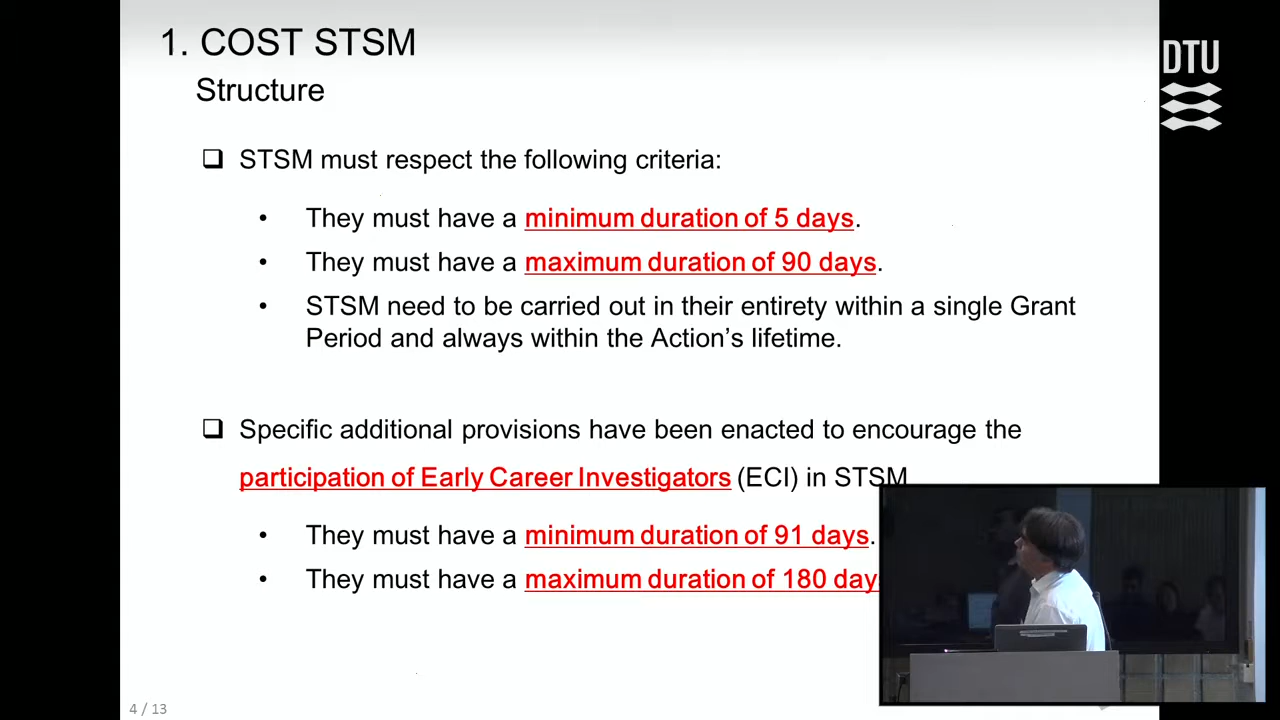 1. COST STSM
Structure
DTU
STSM must respect the following criteria:
• They must have a minimum duration of 5 days.
• They must have a maximum duration of 90 days.
• STSM need to be carried out in their entirety within a single Grant
Period and always within the Action's lifetime.
Specific additional provisions have been enacted to encourage the
participation of Early Career Investigators (ECI) in STSM
• They must have a minimum duration of 91 days.
• They must have a maximum duration of 180 day
4 / 13